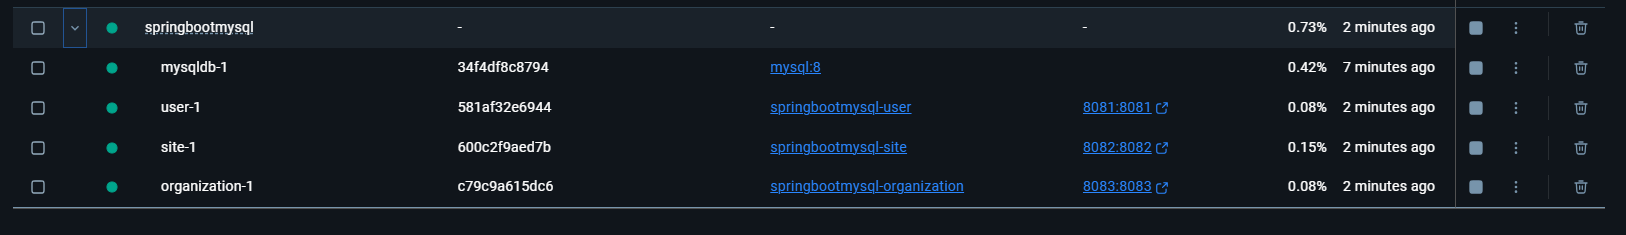 springbootmysql - - - 0.73% 2 minutes ago
mysqldb-1 34f4df8c8794 mysql:8 0.42% 7 minutes ago
user-1 581af32e6944 springbootmysql-user 8081:8081 0.08% 2 minutes ago
site-1 600c2f9aed7b springbootmysql-site 8082:8082 0.15% 2 minutes ago
organization-1 c79c9a615dc6 springbootmysql-organization 8083:8083 0.08% 2 minutes ago